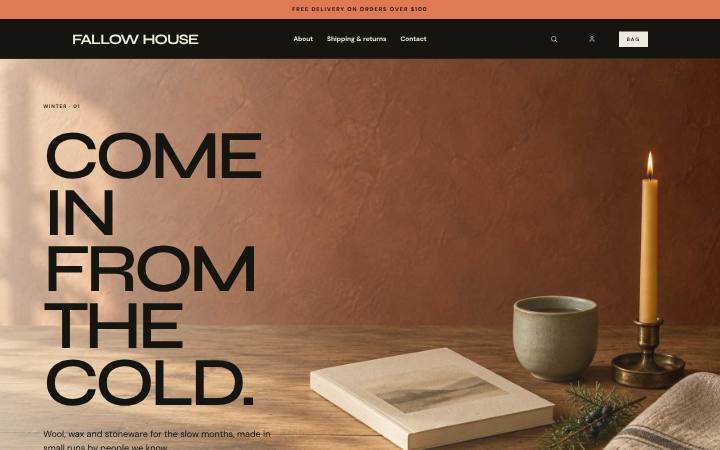 FREE DELIVERY ON ORDERS OVER $100
FALLOW HOUSE
About
Shipping & returns
Contact
BAG
WINTER · 01
COME
IN
FROM
THE
COLD.
Wool, wax and stoneware for the slow months, made in
small runs by people we know.